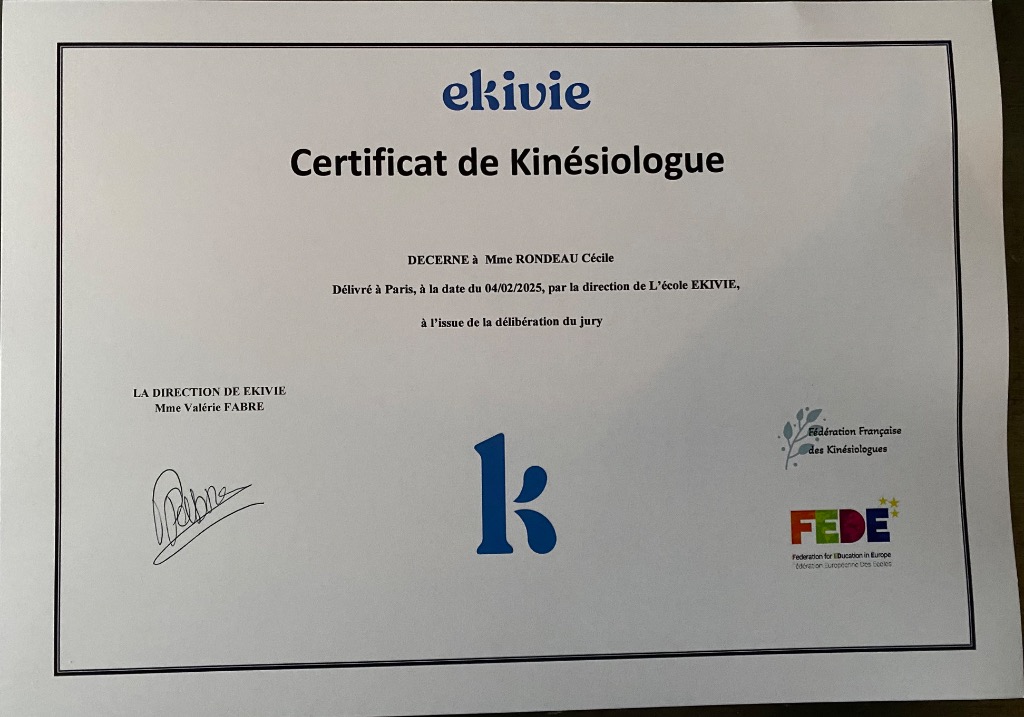 ekivie
Certificat de Kinésiologue
DECERNE à Mme RONDEAU Cécile
Délivré à Paris, à la date du 04/02/2025, par la direction de L'école EKIVIE,
à l'issue de la délibération du jury
LA DIRECTION DE EKIVIE
Mme Valérie FABRE
k
Fédération Française
des Kinésiologues
FEDE
Federation for EDucation in Europe
Fédération Européenne Des Ecoles